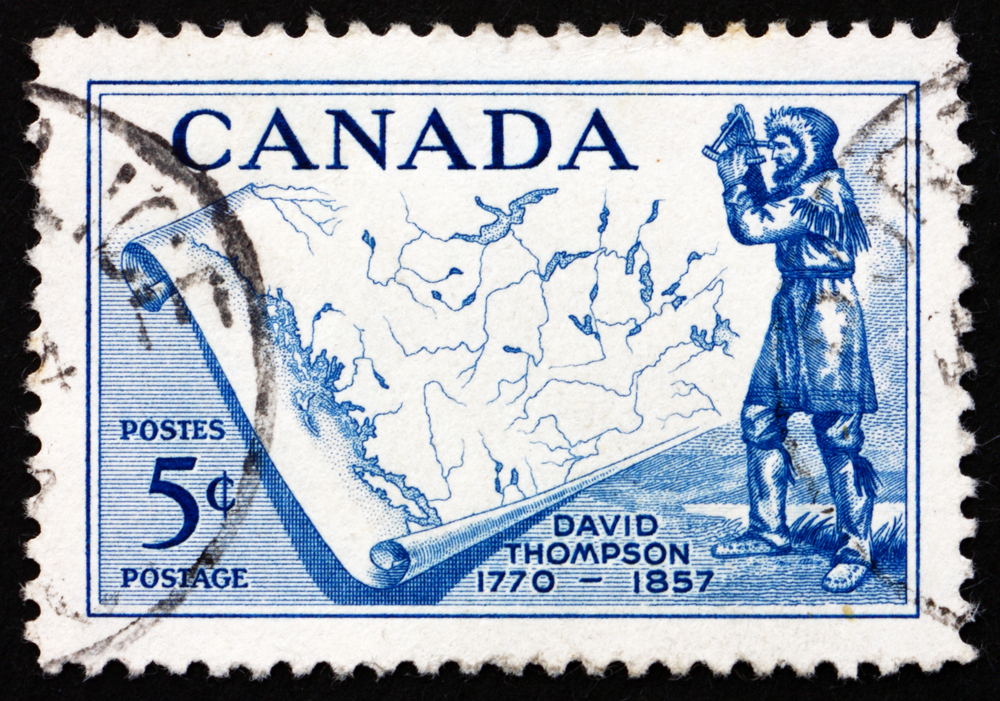 CANADA
POSTES
5¢
POSTAGE
DAVID
THOMPSON
1770 – 1857